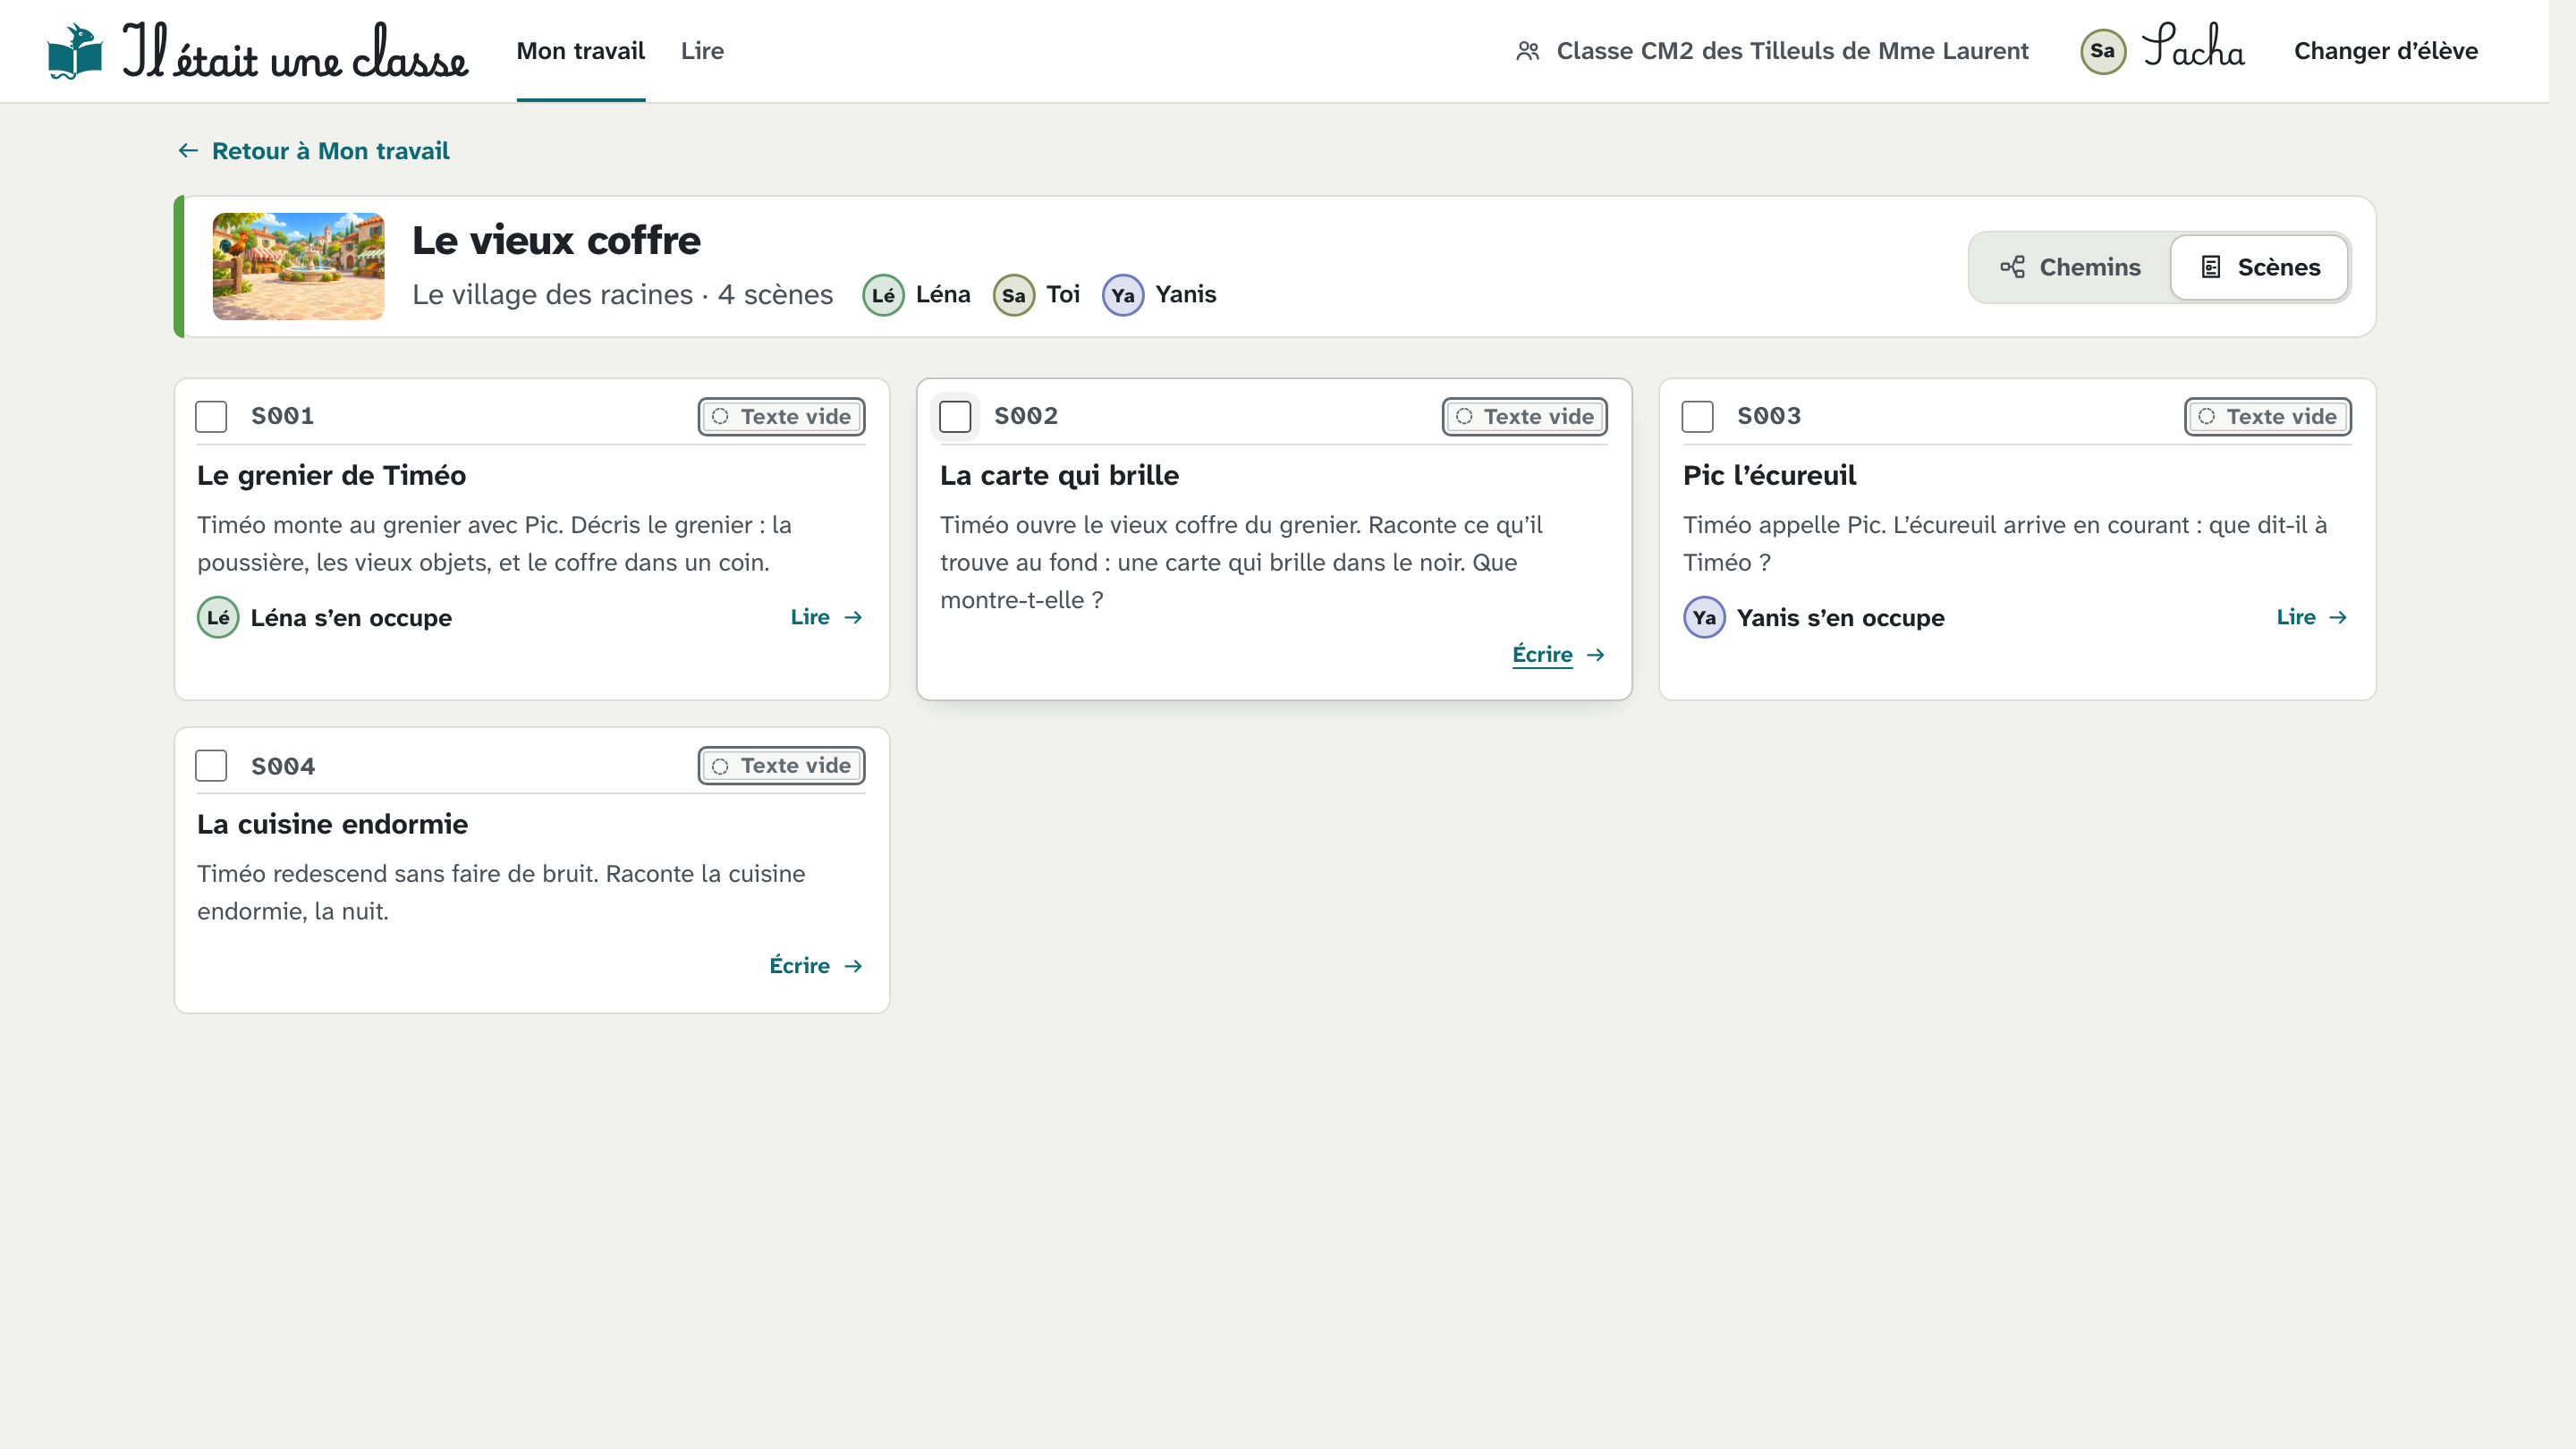 Il était une classe
Mon travail
Lire
Classe CM2 des Tilleuls de Mme Laurent
Sa
Sacha
Changer d’élève
← Retour à Mon travail
Le vieux coffre
Le village des racines · 4 scènes
Lé Léna
Sa Toi
Ya Yanis
Chemins
Scènes
S001
Texte vide
Le grenier de Timéo
Timéo monte au grenier avec Pic. Décris le grenier : la
poussière, les vieux objets, et le coffre dans un coin.
Lé Léna s’en occupe
Lire →
S002
Texte vide
La carte qui brille
Timéo ouvre le vieux coffre du grenier. Raconte ce qu’il
trouve au fond : une carte qui brille dans le noir. Que
montre-t-elle ?
Écrire →
S003
Texte vide
Pic l’écureuil
Timéo appelle Pic. L’écureuil arrive en courant : que dit-il à
Timéo ?
Ya Yanis s’en occupe
Lire →
S004
Texte vide
La cuisine endormie
Timéo redescend sans faire de bruit. Raconte la cuisine
endormie, la nuit.
Écrire →